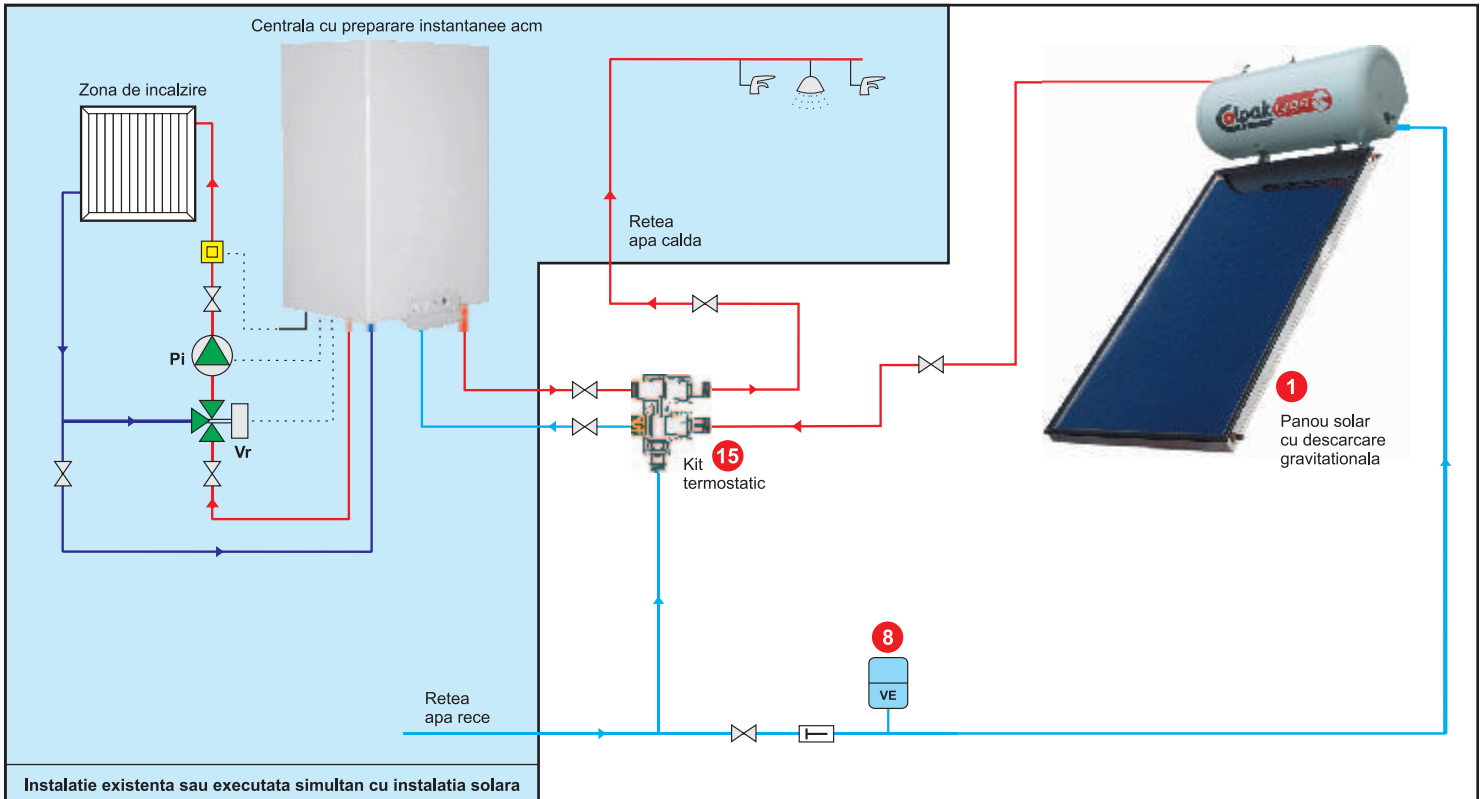 Centrala cu preparare instantanee acm
Zona de incalzire
Pi
Vr
Retea
apa calda
Calpak
1
Panou solar
cu descarcare
gravitationala
Kit
termostatic
15
8
VE
Retea
apa rece
Instalatie existenta sau executata simultan cu instalatia solara